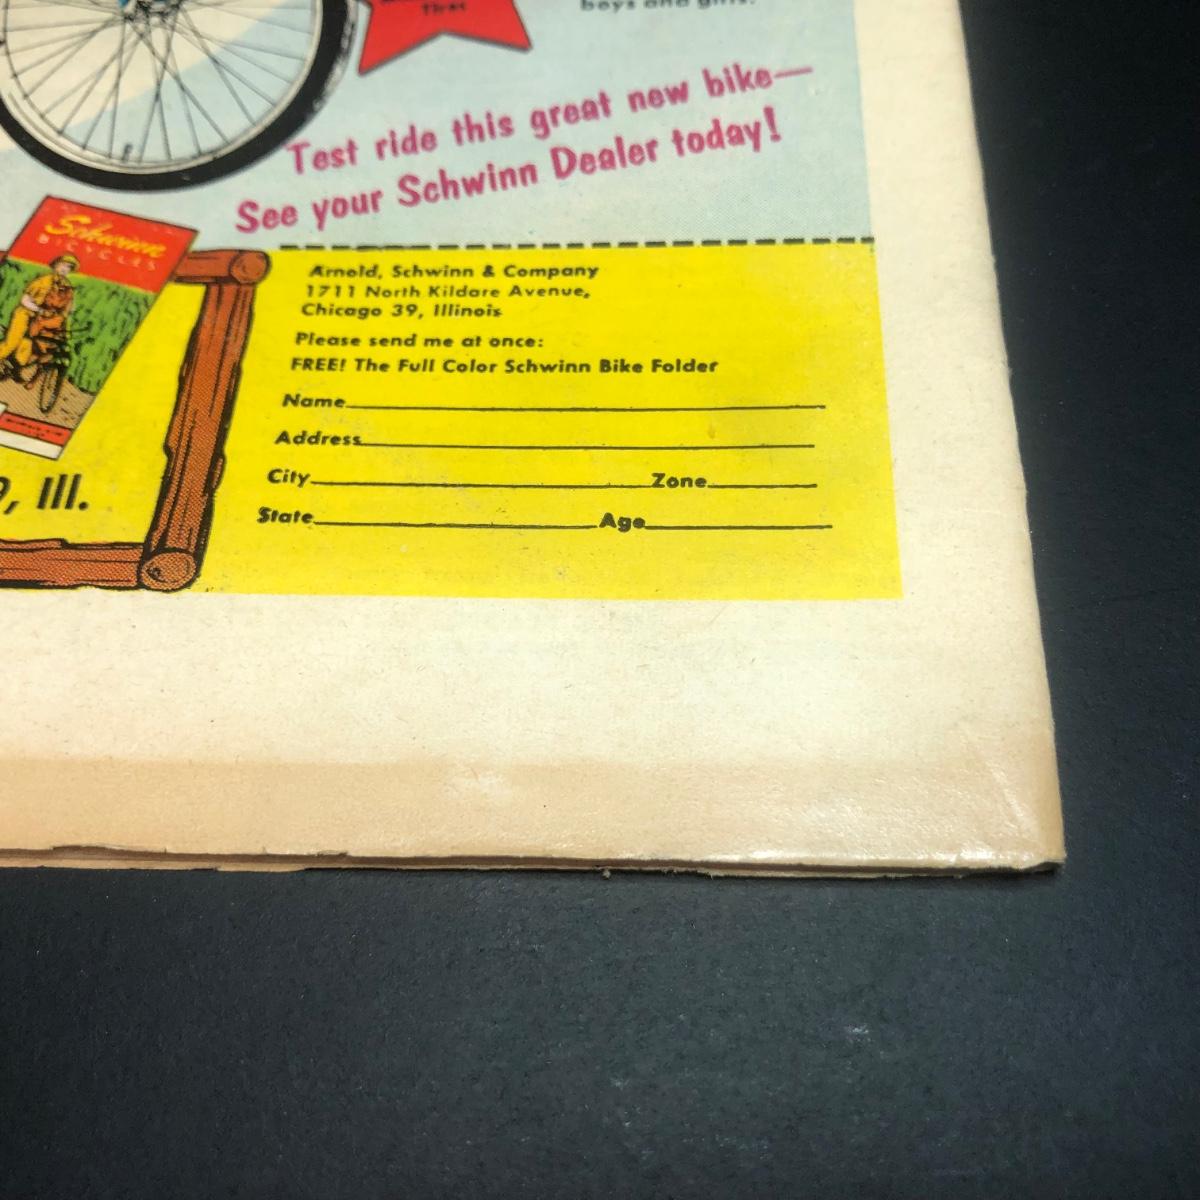 Tires
boys and girls.
Test ride this great new bike—
See your Schwinn Dealer today!
Schwinn
BICYCLES
Arnold, Schwinn & Company
1711 North Kildare Avenue,
Chicago 39, Illinois
Please send me at once:
FREE! The Full Color Schwinn Bike Folder
Name
Address
City Zone
State Age
, Ill.